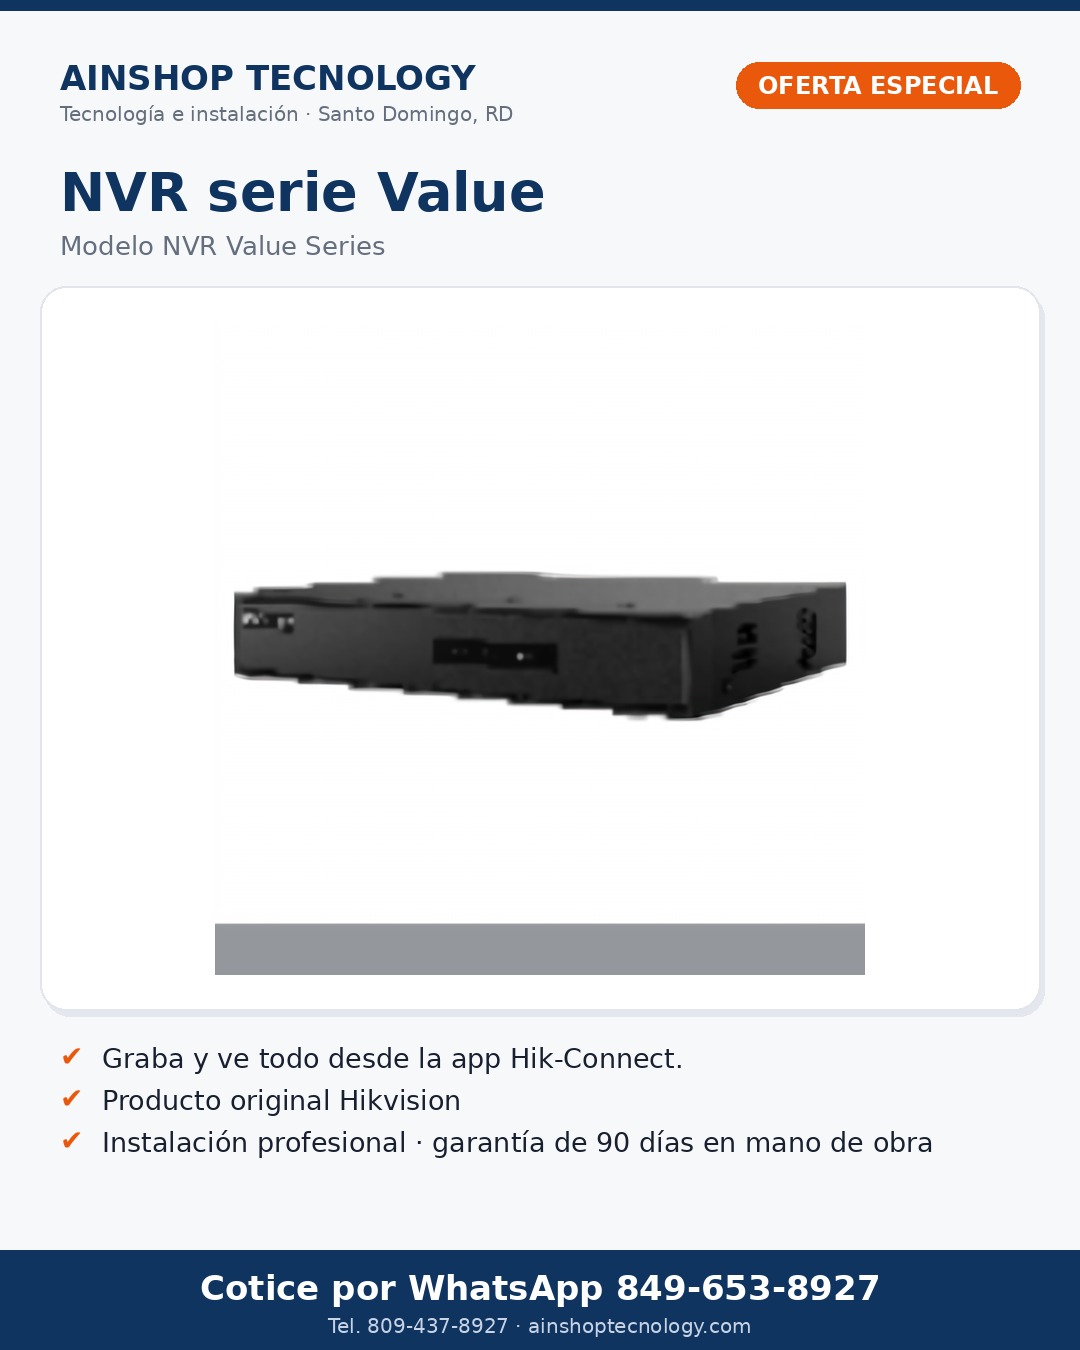 AINSHOP TECNOLOGY
OFERTA ESPECIAL
Tecnología e instalación · Santo Domingo, RD
NVR serie Value
Modelo NVR Value Series
✔ Graba y ve todo desde la app Hik-Connect.
✔ Producto original Hikvision
✔ Instalación profesional · garantía de 90 días en mano de obra
Cotice por WhatsApp 849-653-8927
Tel. 809-437-8927 · ainshoptecnology.com